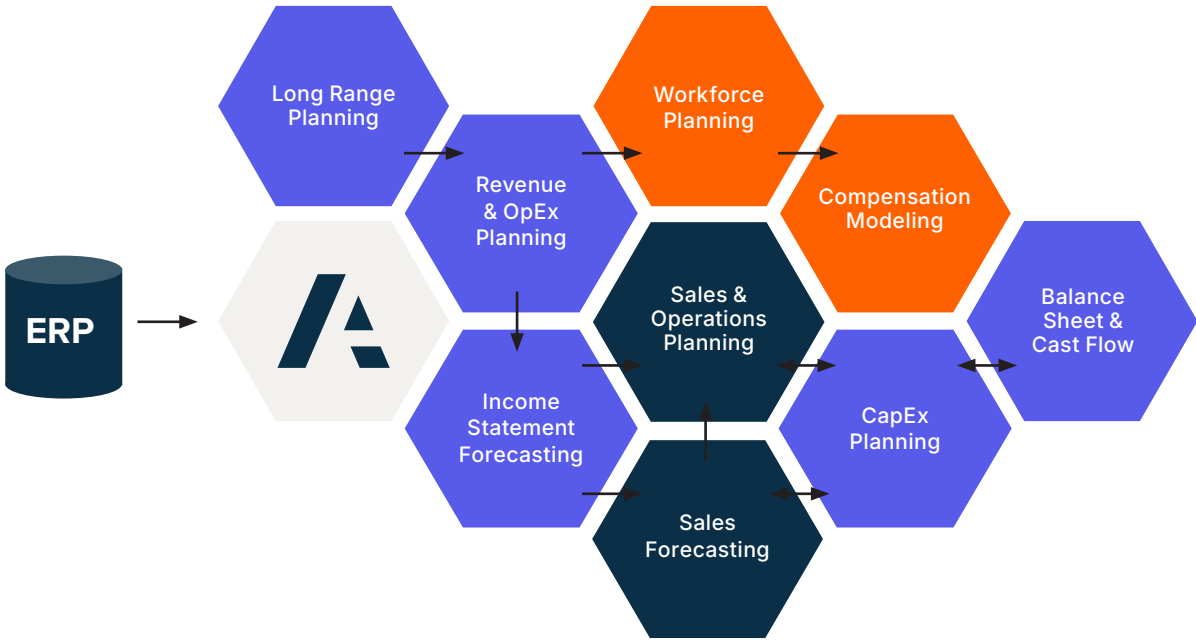 Long Range
Planning
Workforce
Planning
Revenue
& OpEx
Planning
Compensation
Modeling
ERP
Sales &
Operations
Planning
Balance
Sheet &
Cast Flow
Income
Statement
Forecasting
CapEx
Planning
Sales
Forecasting